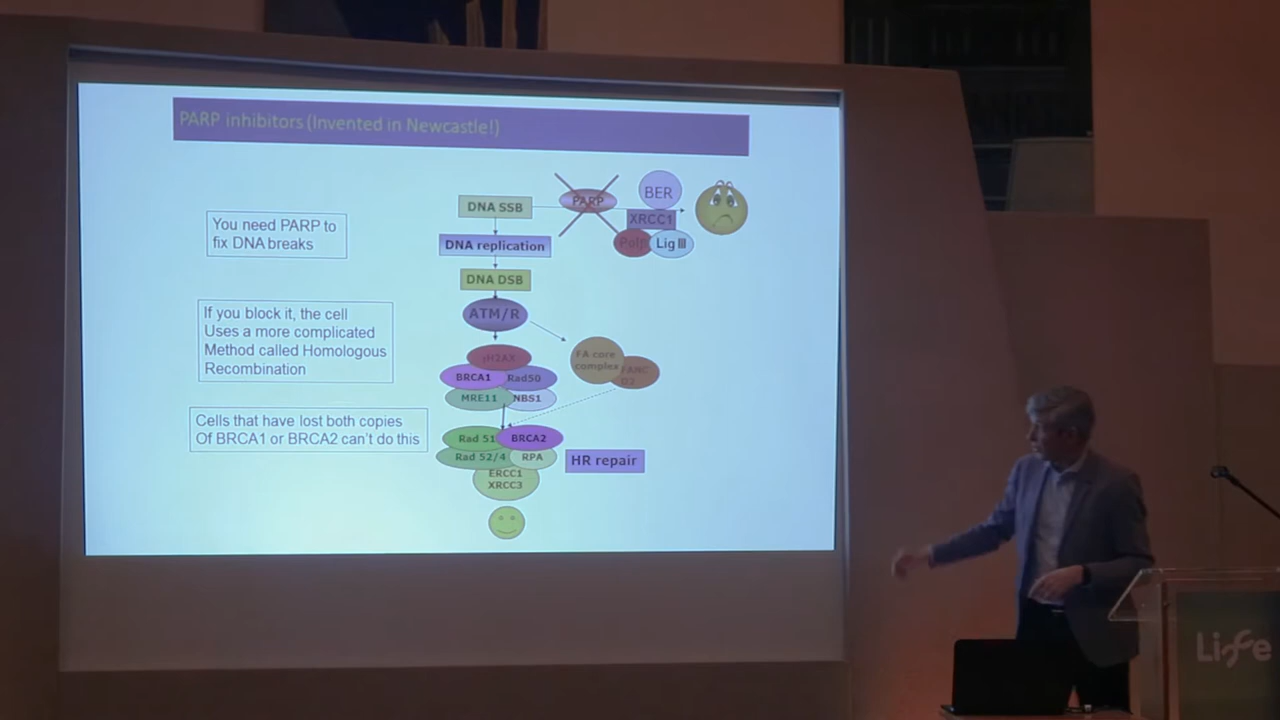 PARP inhibitors (Invented in Newcastle!)
You need PARP to
fix DNA breaks
If you block it, the cell
Uses a more complicated
Method called Homologous
Recombination
Cells that have lost both copies
Of BRCA1 or BRCA2 can't do this
DNA SSB
PARP
BER
XRCC1
Polβ
Lig III
DNA replication
DNA DSB
ATM/R
FA core
complex
FANC
D2
γH2AX
BRCA1
Rad50
MRE11
NBS1
Rad 51
BRCA2
Rad 52/4
RPA
ERCC1
XRCC3
HR repair
Life